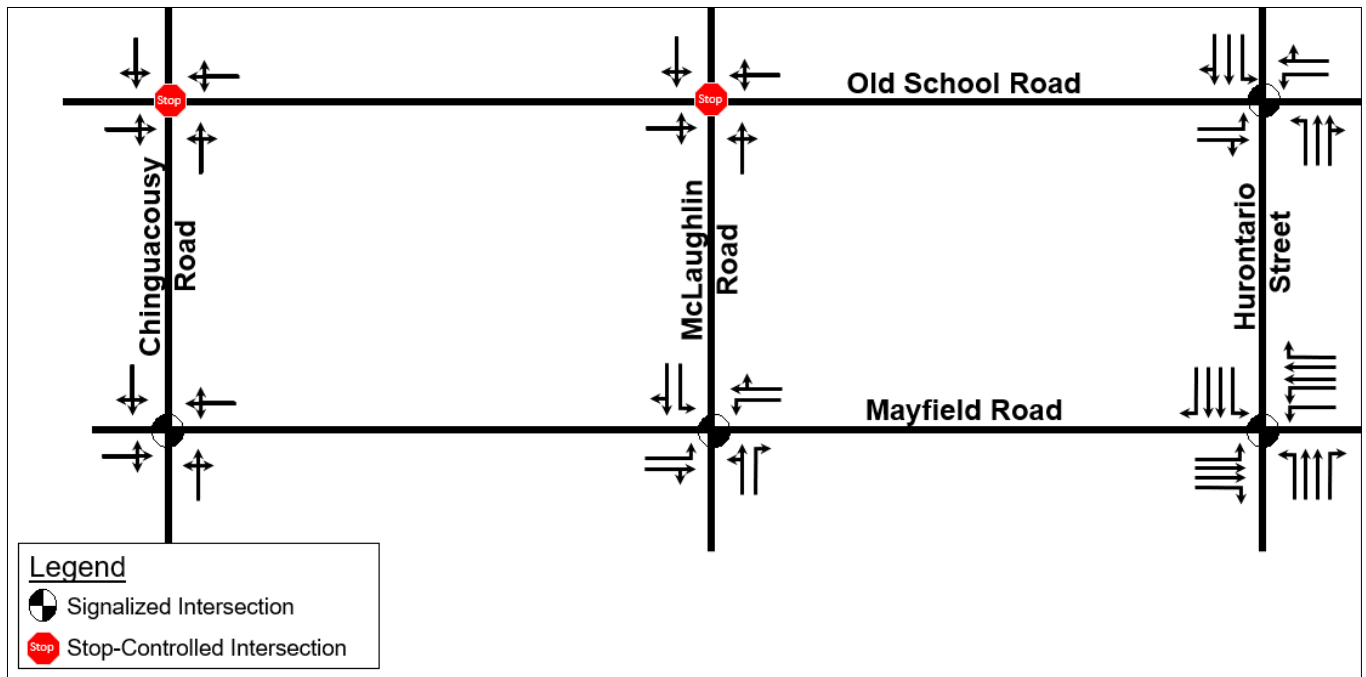 Stop
Stop
Old School Road
Chinguacousy
Road
McLaughlin
Road
Hurontario
Street
Mayfield Road
Legend
Signalized Intersection
Stop Stop-Controlled Intersection